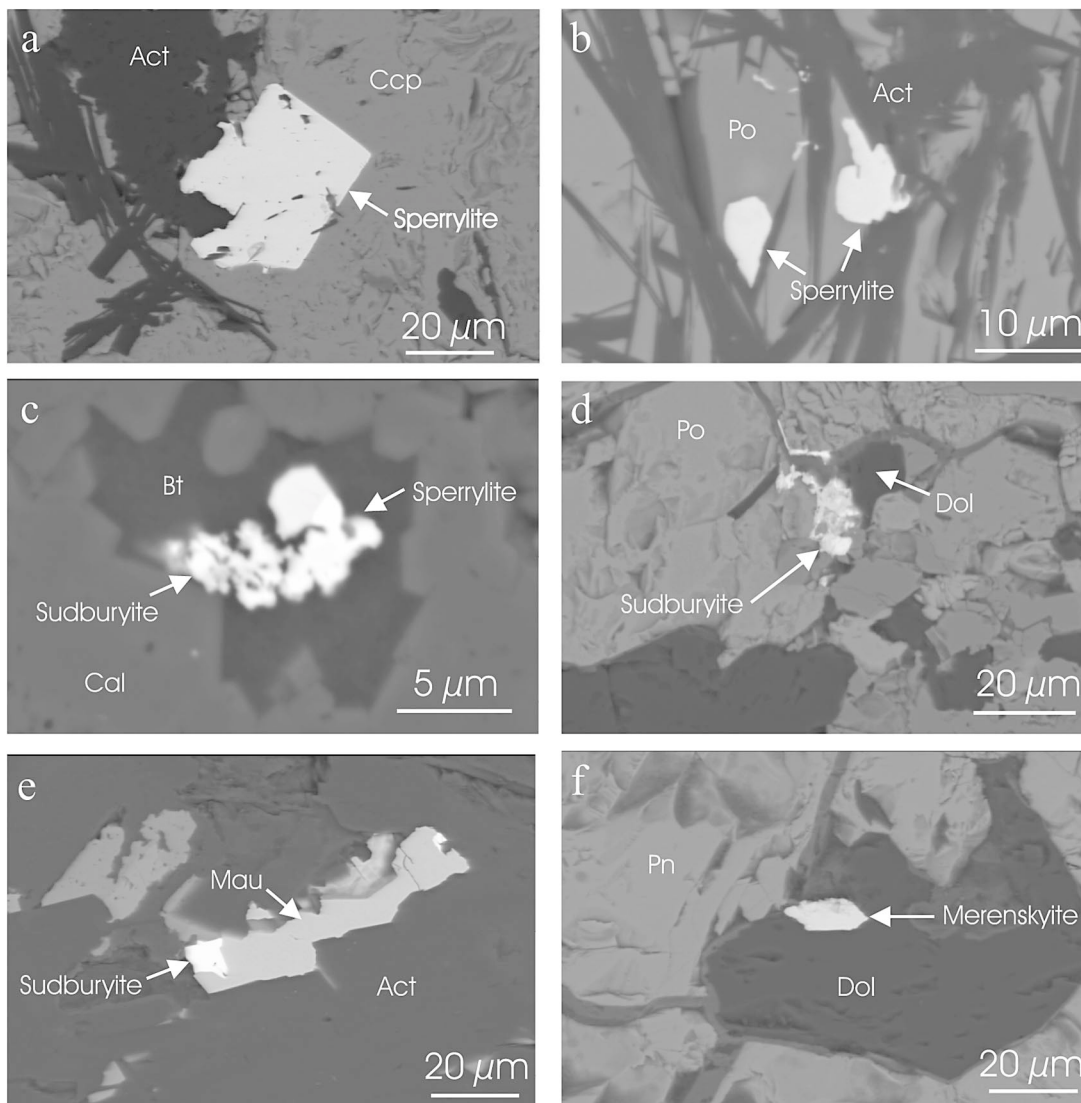 a
Act
Ccp
Sperrylite
20 μm
b
Act
Po
Sperrylite
10 μm
c
Bt
Sperrylite
Sudburyite
Cal
5 μm
d
Po
Dol
Sudburyite
20 μm
e
Mau
Sudburyite
Act
20 μm
f
Pn
Merenskyite
Dol
20 μm